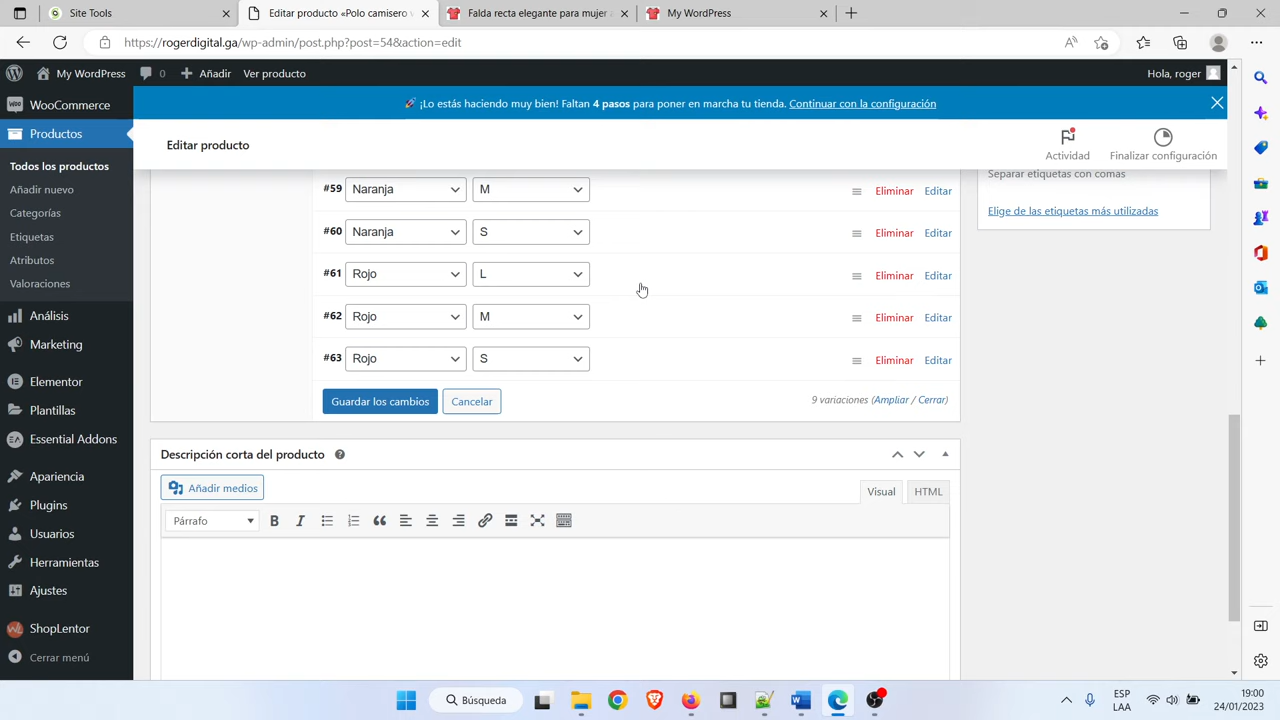 Site Tools
Editar producto «Polo camisero v
Falda recta elegante para mujer a
My WordPress
https://rogerdigital.ga/wp-admin/post.php?post=54&action=edit
My WordPress 0 Añadir Ver producto Hola, roger
¡Lo estás haciendo muy bien! Faltan 4 pasos para poner en marcha tu tienda. Continuar con la configuración
Editar producto
Actividad
Finalizar configuración
WooCommerce
Productos
Todos los productos
Añadir nuevo
Categorías
Etiquetas
Atributos
Valoraciones
Análisis
Marketing
Elementor
Plantillas
Essential Addons
Apariencia
Plugins
Usuarios
Herramientas
Ajustes
ShopLentor
Cerrar menú
#59 Naranja M Eliminar Editar
#60 Naranja S Eliminar Editar
#61 Rojo L Eliminar Editar
#62 Rojo M Eliminar Editar
#63 Rojo S Eliminar Editar
Guardar los cambios Cancelar 9 variaciones (Ampliar / Cerrar)
Separar etiquetas con comas
Elige de las etiquetas más utilizadas
Descripción corta del producto
Añadir medios
Visual HTML
Párrafo
Búsqueda
ESP
LAA
19:00
24/01/2023